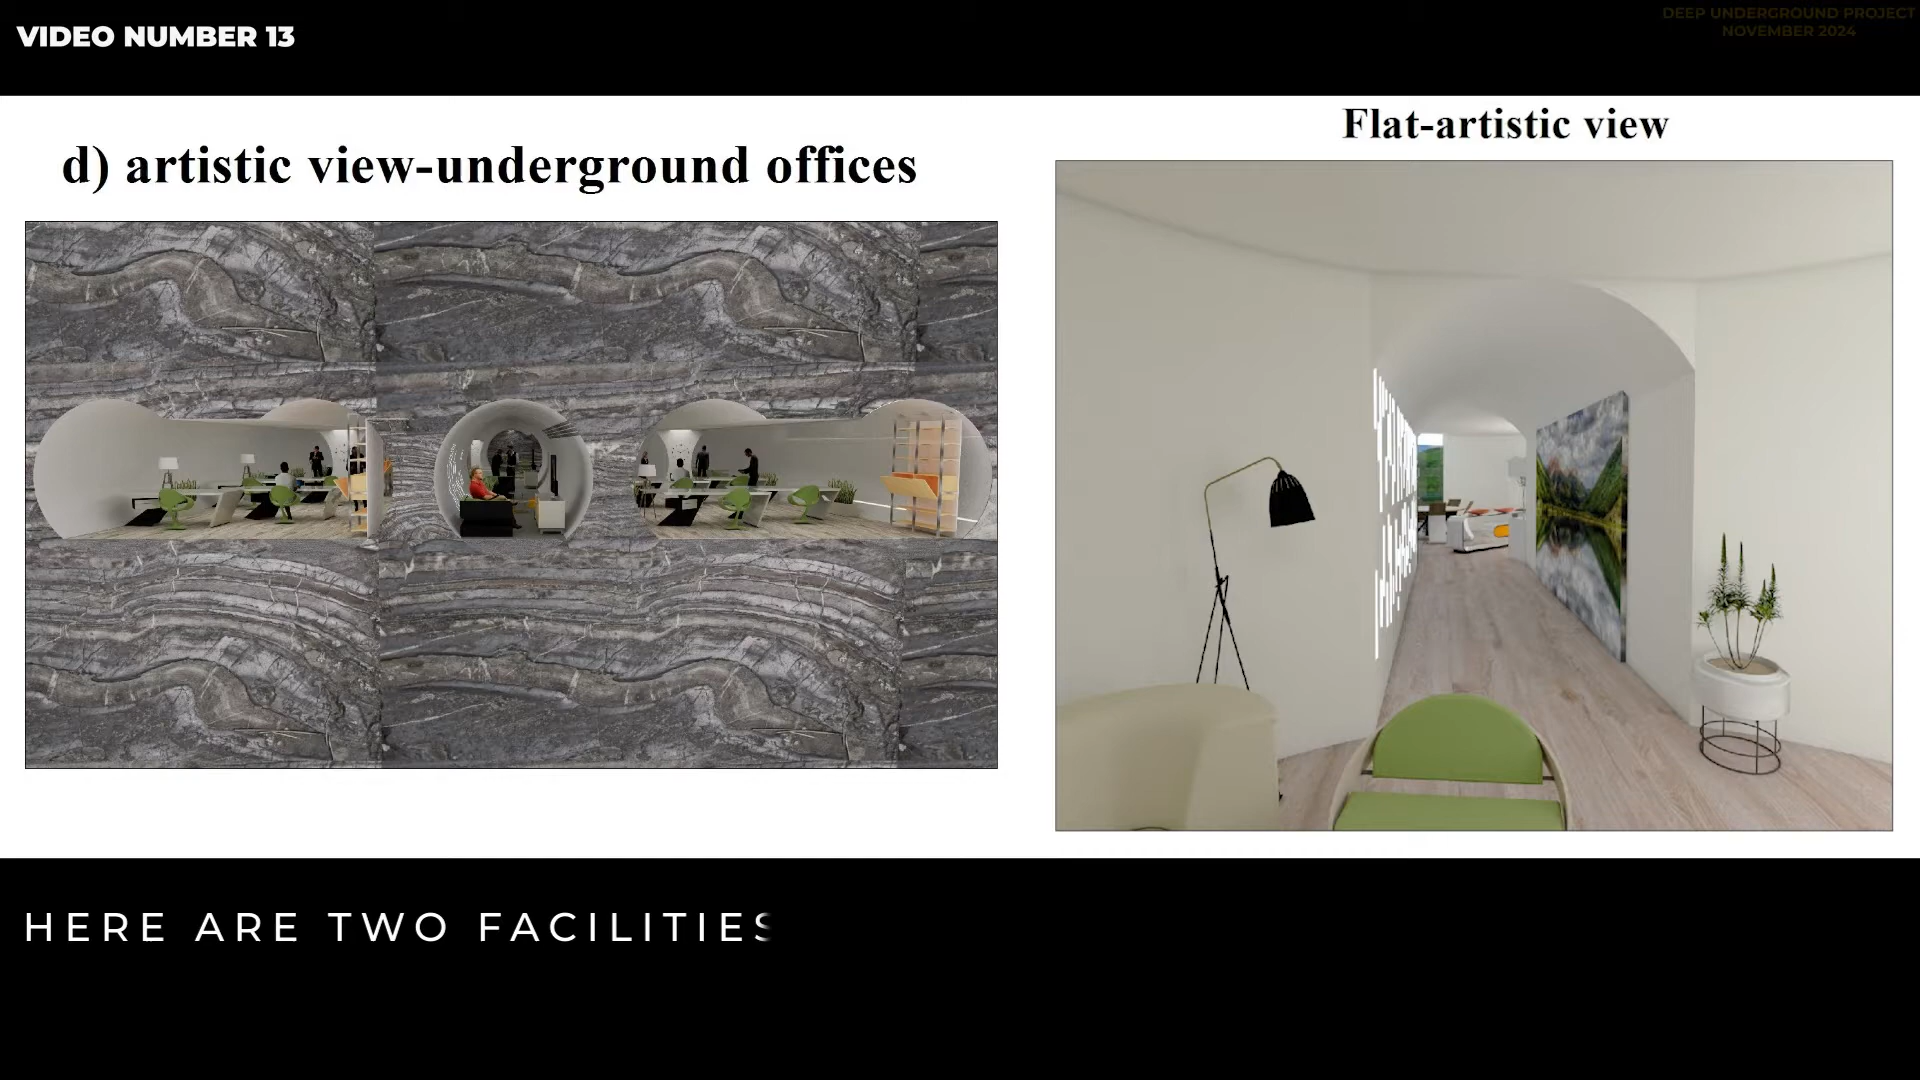 VIDEO NUMBER 13
DEEP UNDERGROUND PROJECT
NOVEMBER 2024
d) artistic view-underground offices
Flat-artistic view
HERE ARE TWO FACILITIES